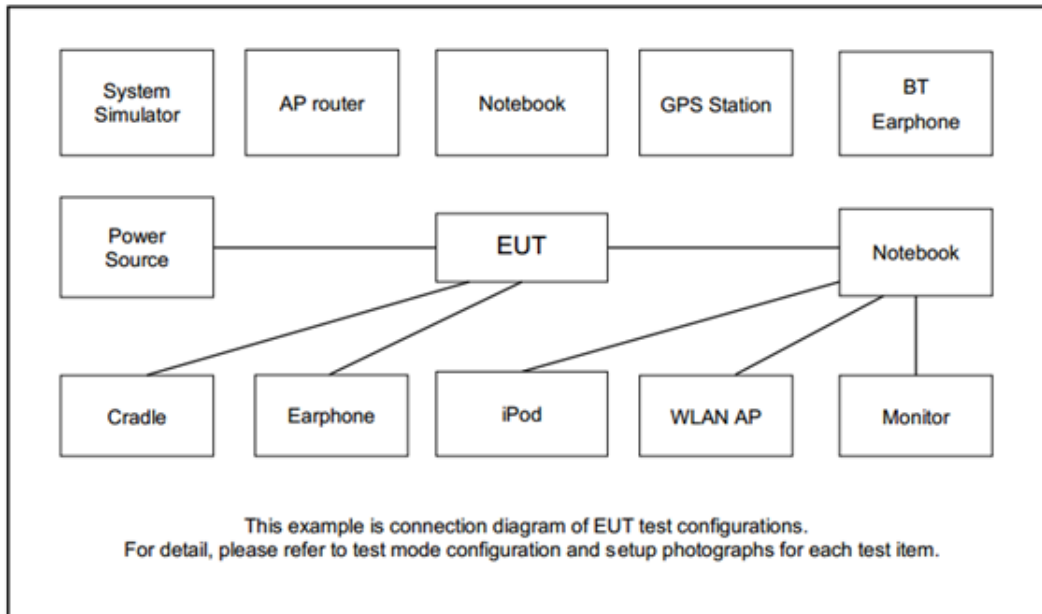 System
Simulator
AP router
Notebook
GPS Station
BT
Earphone
Power
Source
EUT
Notebook
Cradle
Earphone
iPod
WLAN AP
Monitor
This example is connection diagram of EUT test configurations.
For detail, please refer to test mode configuration and setup photographs for each test item.